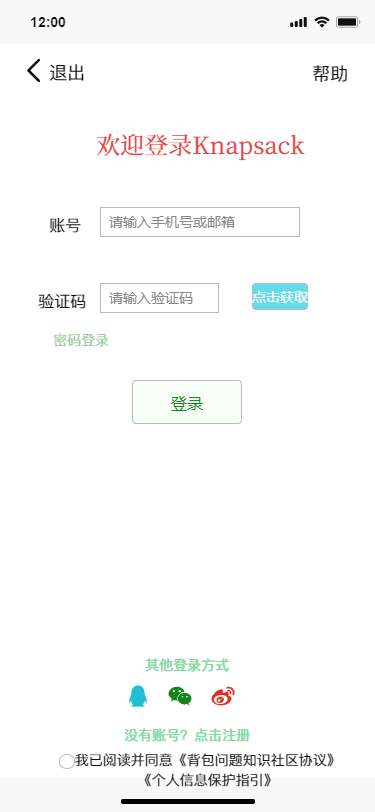 12:00
退出 帮助
欢迎登录Knapsack
账号 请输入手机号或邮箱
验证码 请输入验证码 点击获取
密码登录
登录
其他登录方式
没有账号？点击注册
我已阅读并同意《背包问题知识社区协议》
《个人信息保护指引》